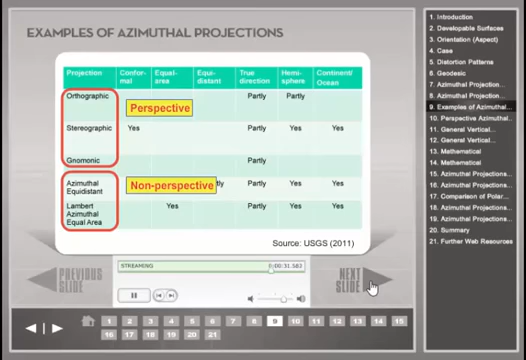 EXAMPLES OF AZIMUTHAL PROJECTIONS
Projection Confor- Equal- Equi- True Hemi- Continent/
mal area distant direction sphere Ocean
Orthographic Partly Partly
Perspective
Stereographic Yes Partly Yes Yes
Gnomonic Partly
Azimuthal Non-perspective tly Partly Yes Yes
Equidistant
Lambert Yes Partly Yes Yes
Azimuthal
Equal Area
Source: USGS (2011)
PREVIOUS
SLIDE
STREAMING 0:00:31.583
NEXT
SLIDE
1 2 3 4 5 6 7 8 9 10 11 12 13 14 15
16 17 18 19 20 21
1. Introduction
2. Developable Surfaces
3. Orientation (Aspect)
4. Case
5. Distortion Patterns
6. Geodesic
7. Azimuthal Projection...
8. Azimuthal Projection...
9. Examples of Azimuthal...
10. Perspective Azimuthal...
11. General Vertical...
12. General Vertical...
13. Mathematical
14. Mathematical
15. Azimuthal Projections...
16. Azimuthal Projections...
17. Comparison of Polar...
18. Azimuthal Projections...
19. Azimuthal Projections...
20. Summary
21. Further Web Resources